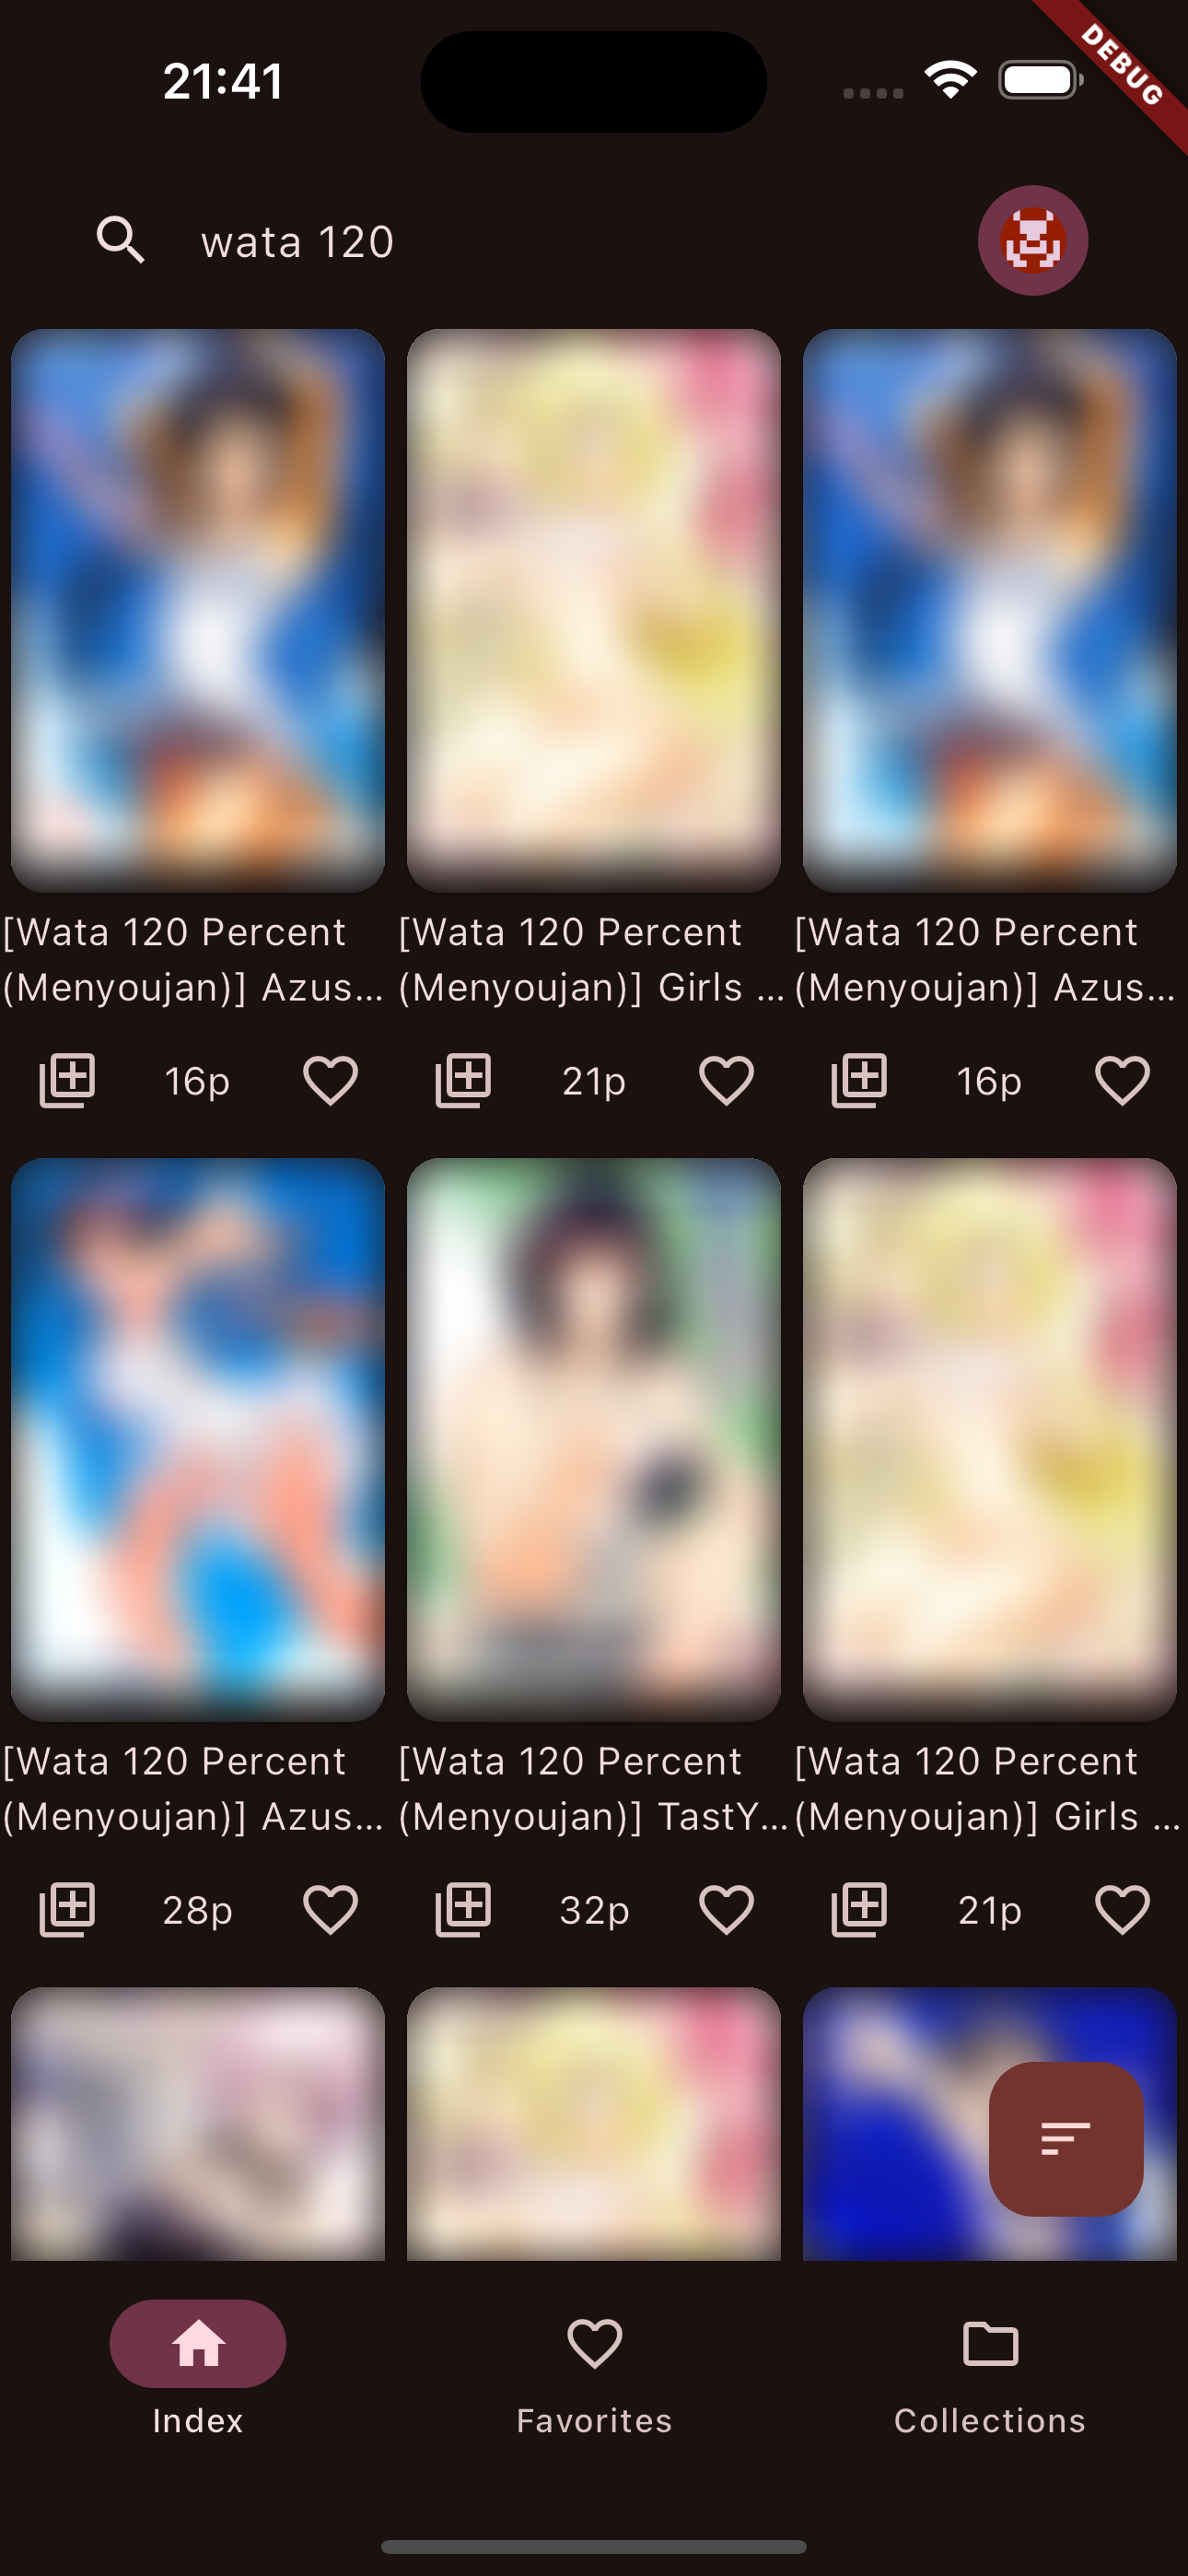 21:41
DEBUG
wata 120
[Wata 120 Percent
(Menyoujan)] Azus...
[Wata 120 Percent
(Menyoujan)] Girls ...
[Wata 120 Percent
(Menyoujan)] Azus...
16p
21p
16p
[Wata 120 Percent
(Menyoujan)] Azus...
[Wata 120 Percent
(Menyoujan)] TastY...
[Wata 120 Percent
(Menyoujan)] Girls ...
28p
32p
21p
Index
Favorites
Collections